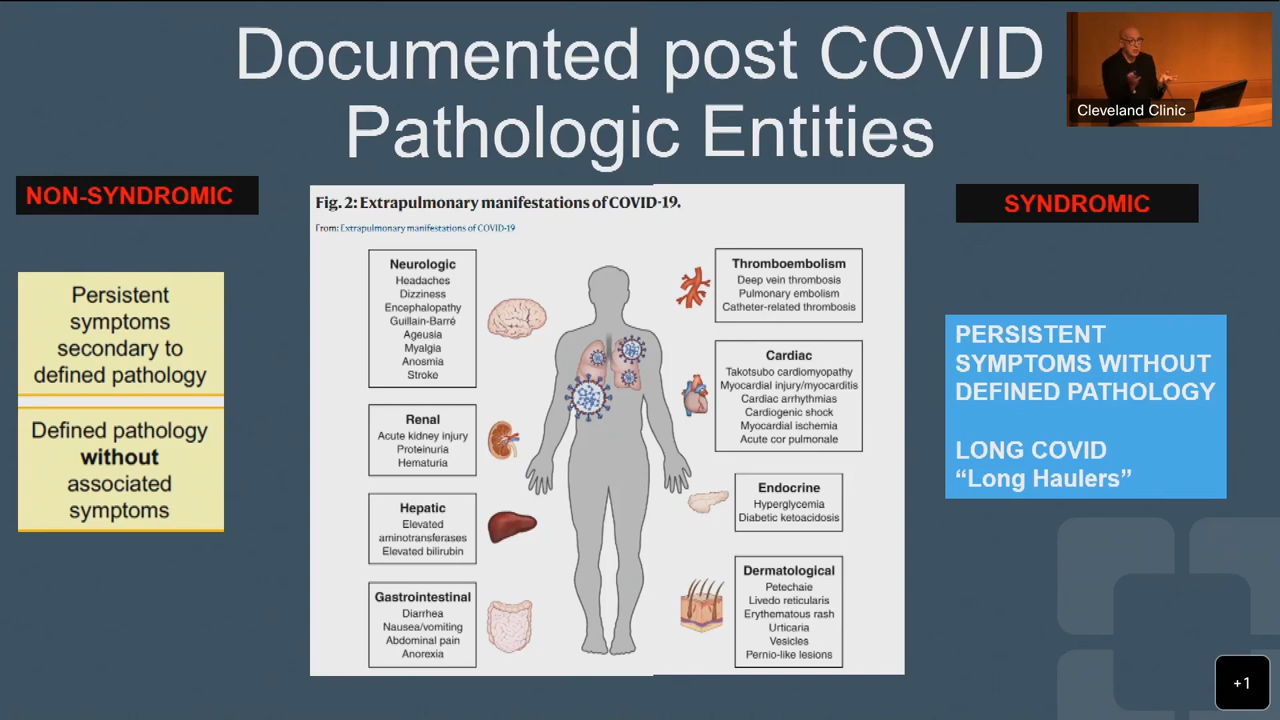 Documented post COVID
Pathologic Entities
Cleveland Clinic
NON-SYNDROMIC
Persistent
symptoms
secondary to
defined pathology
Defined pathology
without
associated
symptoms
Fig. 2: Extrapulmonary manifestations of COVID-19.
From: Extrapulmonary manifestations of COVID-19
Neurologic
Headaches
Dizziness
Encephalopathy
Guillain-Barré
Ageusia
Myalgia
Anosmia
Stroke
Renal
Acute kidney injury
Proteinuria
Hematuria
Hepatic
Elevated
aminotransferases
Elevated bilirubin
Gastrointestinal
Diarrhea
Nausea/vomiting
Abdominal pain
Anorexia
Thromboembolism
Deep vein thrombosis
Pulmonary embolism
Catheter-related thrombosis
Cardiac
Takotsubo cardiomyopathy
Myocardial injury/myocarditis
Cardiac arrhythmias
Cardiogenic shock
Myocardial ischemia
Acute cor pulmonale
Endocrine
Hyperglycemia
Diabetic ketoacidosis
Dermatological
Petechaie
Livedo reticularis
Erythematous rash
Urticaria
Vesicles
Pernio-like lesions
SYNDROMIC
PERSISTENT
SYMPTOMS WITHOUT
DEFINED PATHOLOGY
LONG COVID
“Long Haulers”
+1